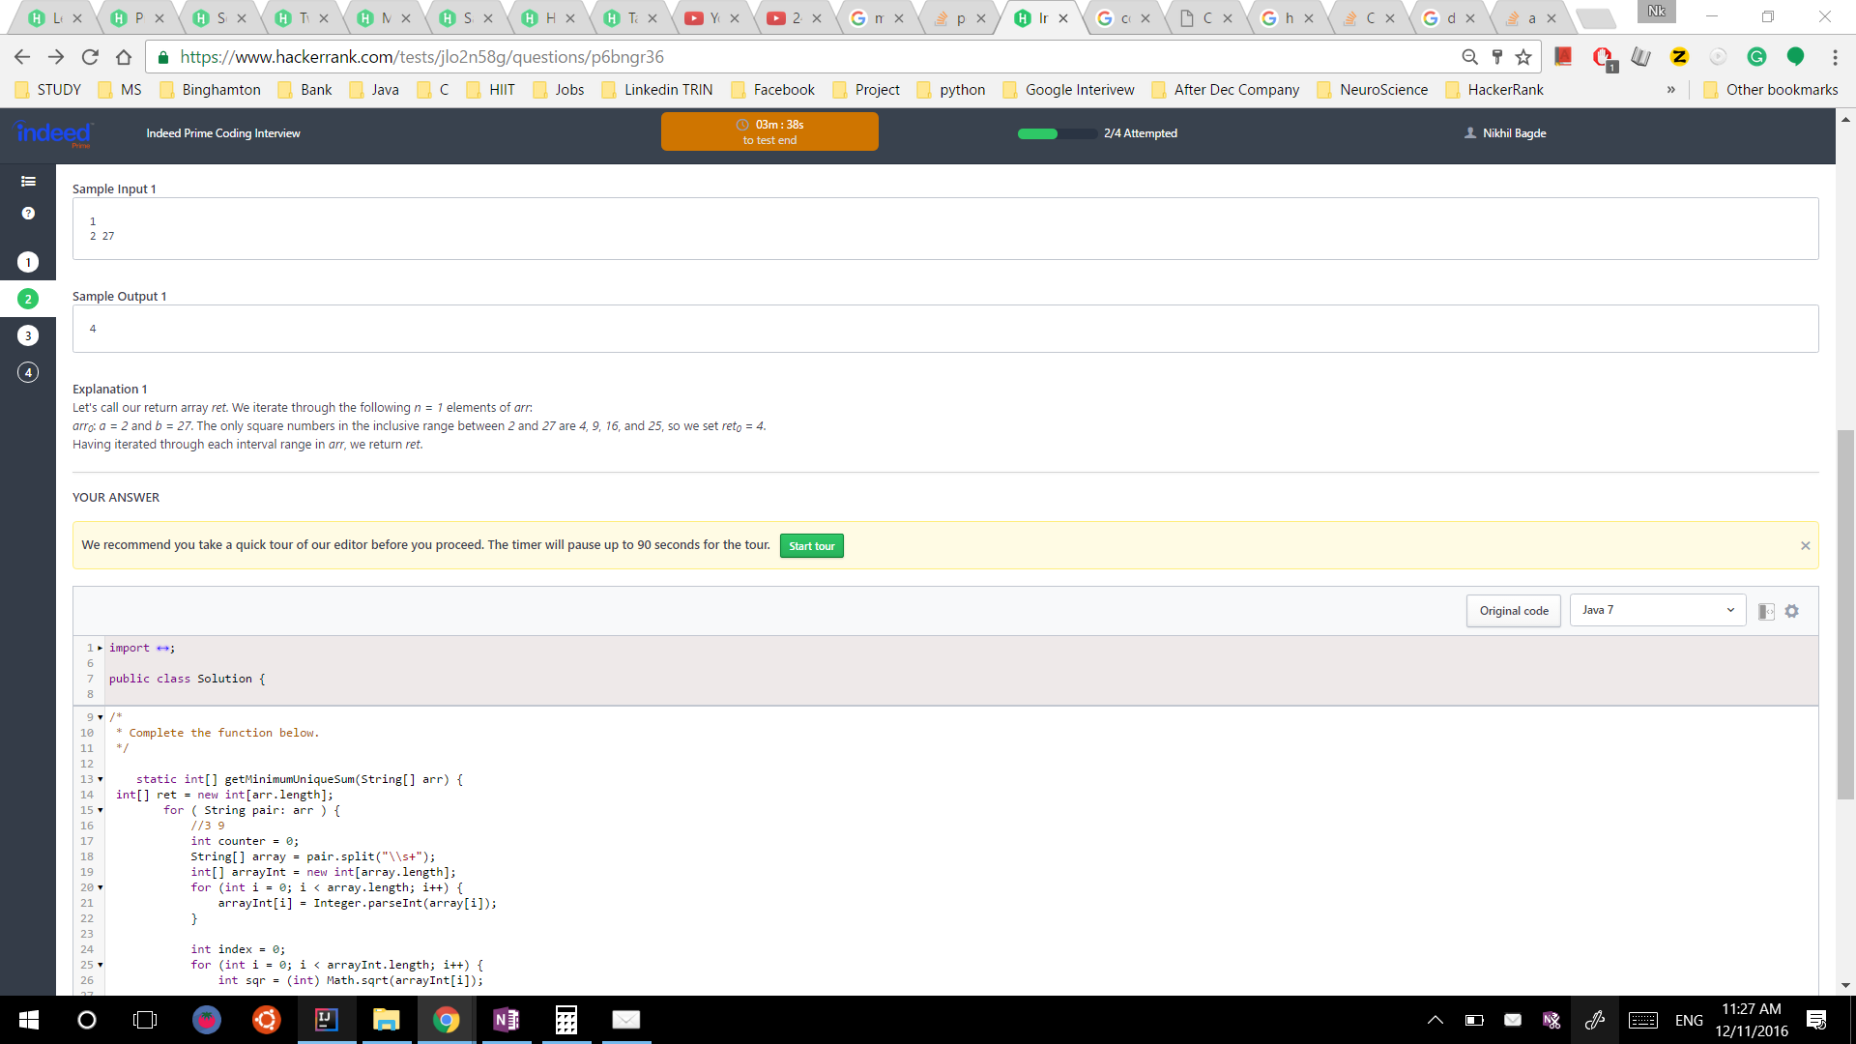 Nk
https://www.hackerrank.com/tests/jlo2n58g/questions/p6bngr36
STUDY MS Binghamton Bank Java C HIIT Jobs Linkedin TRIN Facebook Project python Google Interivew After Dec Company NeuroScience HackerRank » Other bookmarks
indeed Prime
Indeed Prime Coding Interview
03m : 38s
to test end
2/4 Attempted
Nikhil Bagde
Sample Input 1
1
2 27
Sample Output 1
4
Explanation 1
Let's call our return array ret. We iterate through the following n = 1 elements of arr:
arr0: a = 2 and b = 27. The only square numbers in the inclusive range between 2 and 27 are 4, 9, 16, and 25, so we set ret0 = 4.
Having iterated through each interval range in arr, we return ret.
1
2
3
4
YOUR ANSWER
We recommend you take a quick tour of our editor before you proceed. The timer will pause up to 90 seconds for the tour. Start tour
Original code
Java 7
1 import ;
6
7 public class Solution {
8
9 /*
10 * Complete the function below.
11 */
12
13 static int[] getMinimumUniqueSum(String[] arr) {
14 int[] ret = new int[arr.length];
15 for ( String pair: arr ) {
16 //3 9
17 int counter = 0;
18 String[] array = pair.split("\\s+");
19 int[] arrayInt = new int[array.length];
20 for (int i = 0; i < array.length; i++) {
21 arrayInt[i] = Integer.parseInt(array[i]);
22 }
23
24 int index = 0;
25 for (int i = 0; i < arrayInt.length; i++) {
26 int sqr = (int) Math.sqrt(arrayInt[i]);
ENG
11:27 AM
12/11/2016